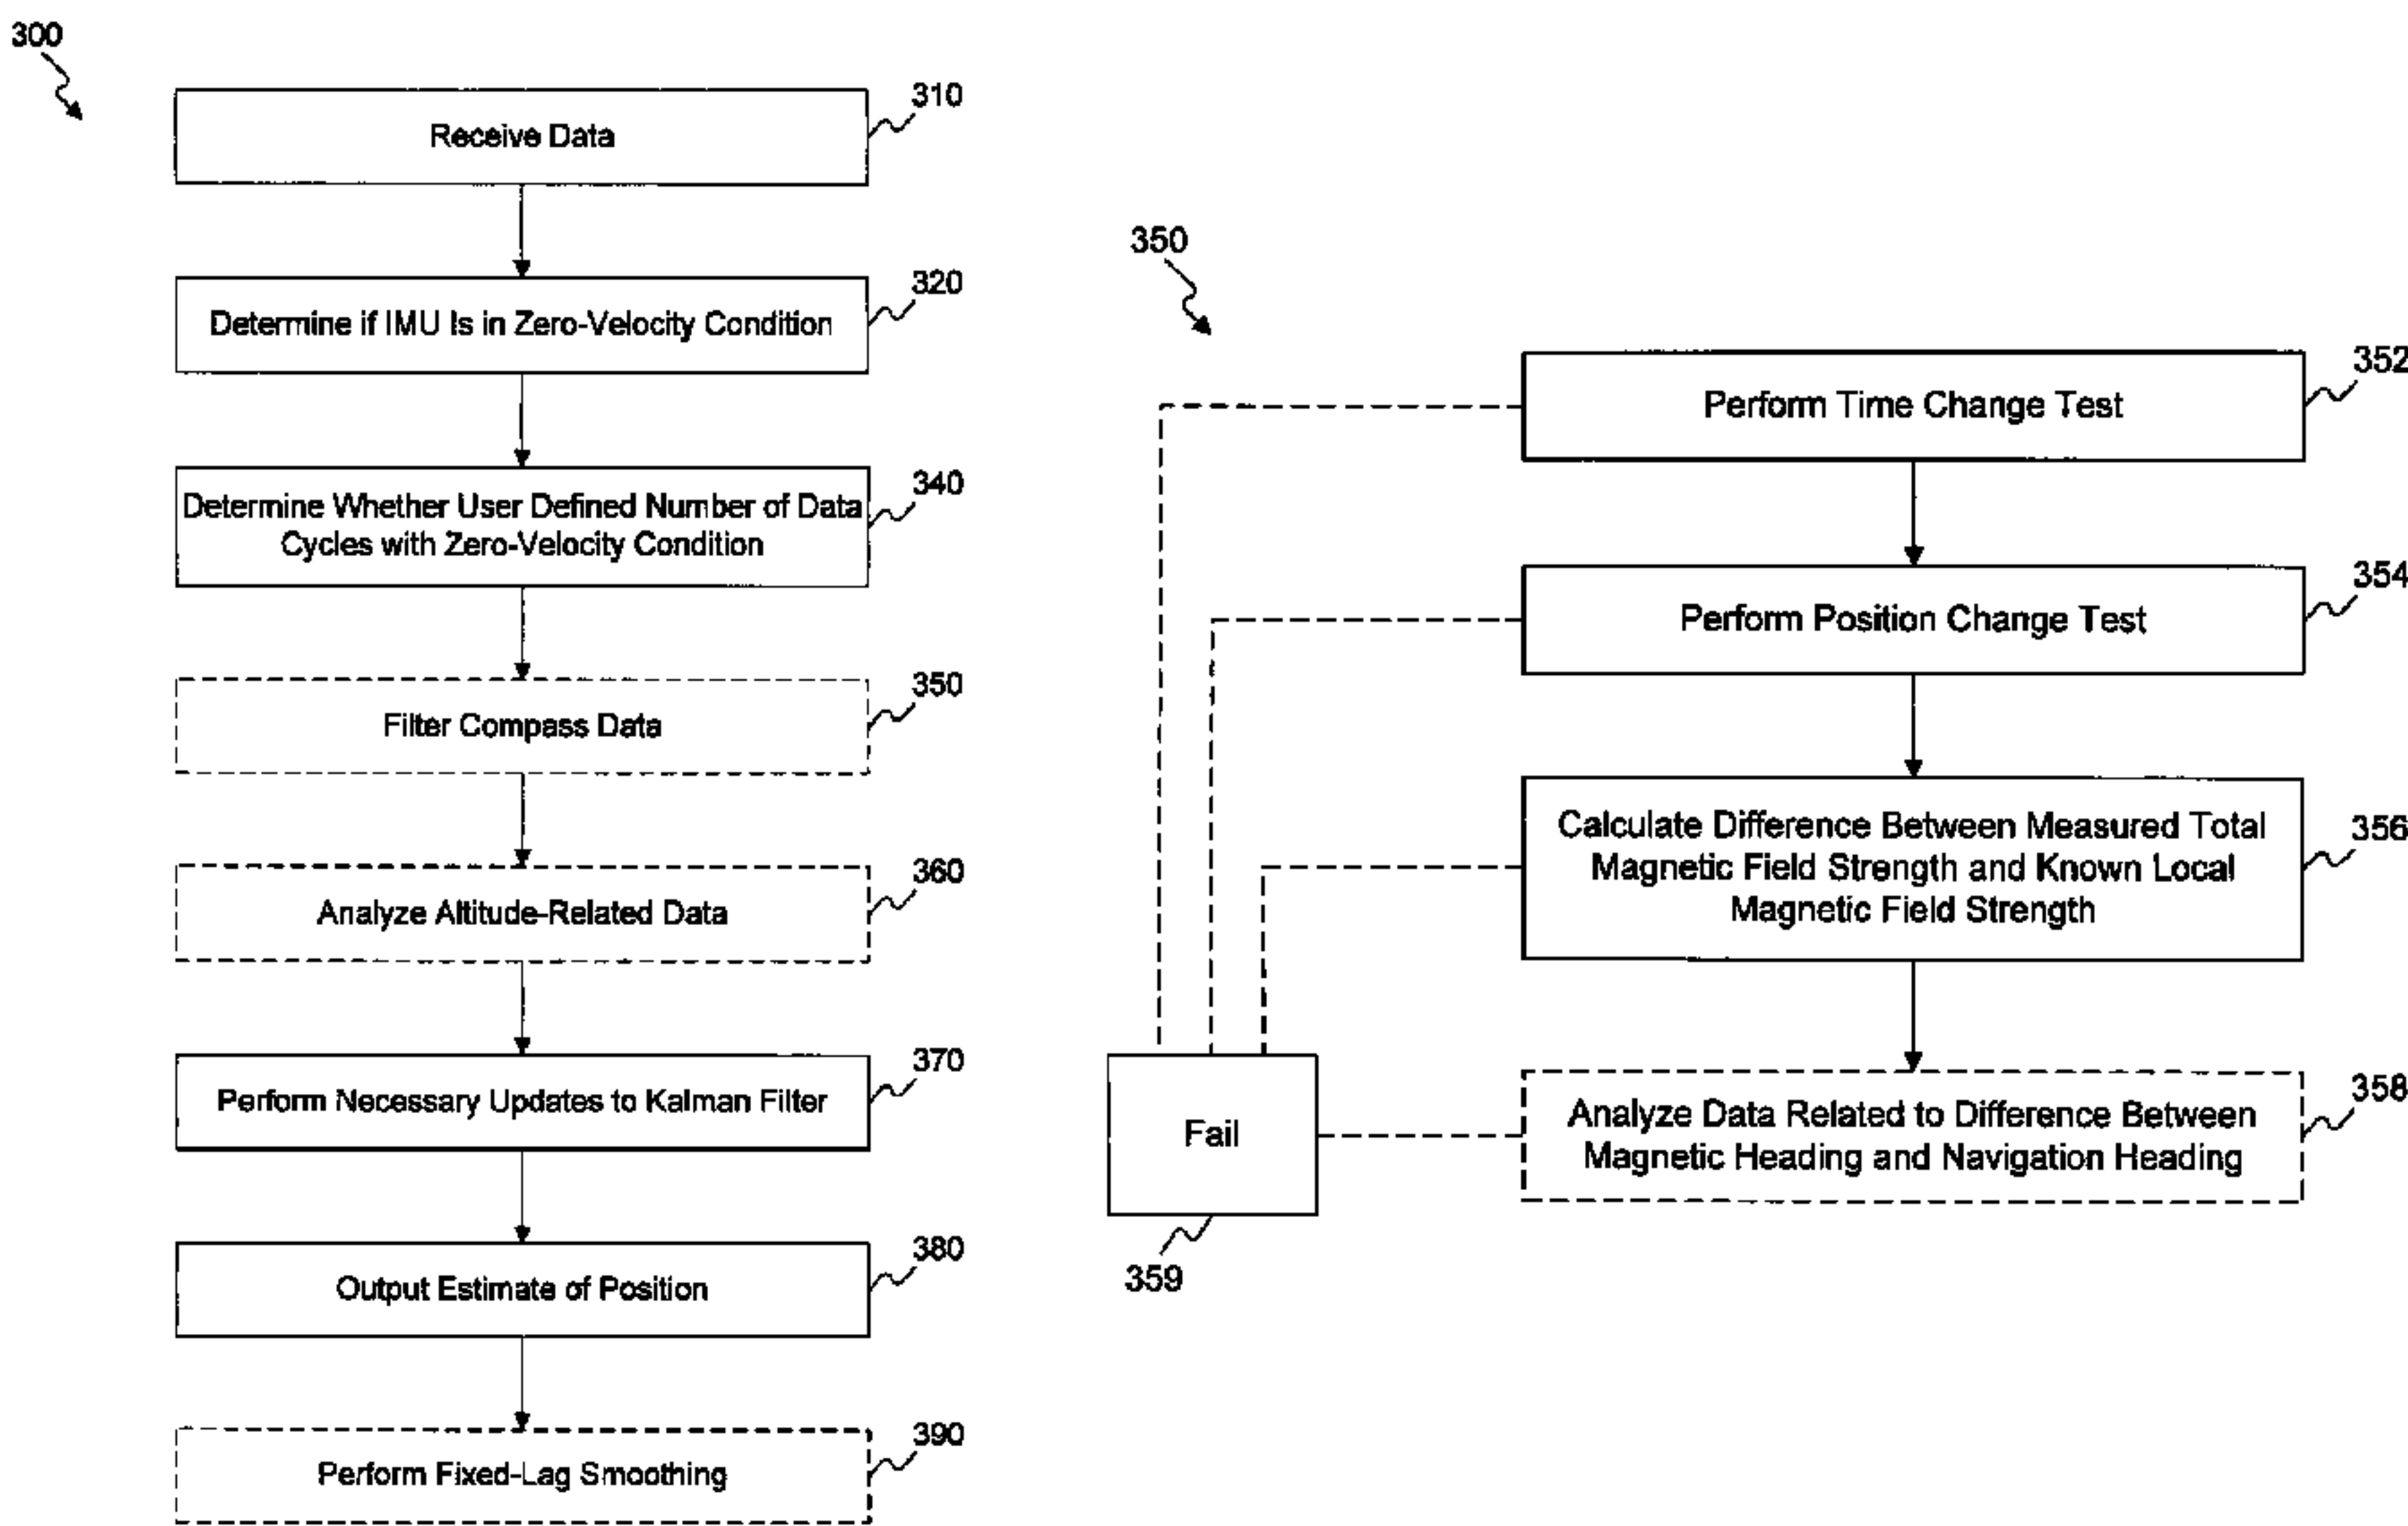 300
310
Receive Data
320
Determine if IMU Is in Zero-Velocity Condition
340
Determine Whether User Defined Number of Data
Cycles with Zero-Velocity Condition
350
Filter Compass Data
360
Analyze Altitude-Related Data
370
Perform Necessary Updates to Kalman Filter
380
Output Estimate of Position
390
Perform Fixed-Lag Smoothing
350
352
Perform Time Change Test
354
Perform Position Change Test
356
Calculate Difference Between Measured Total
Magnetic Field Strength and Known Local
Magnetic Field Strength
358
Analyze Data Related to Difference Between
Magnetic Heading and Navigation Heading
Fail
359